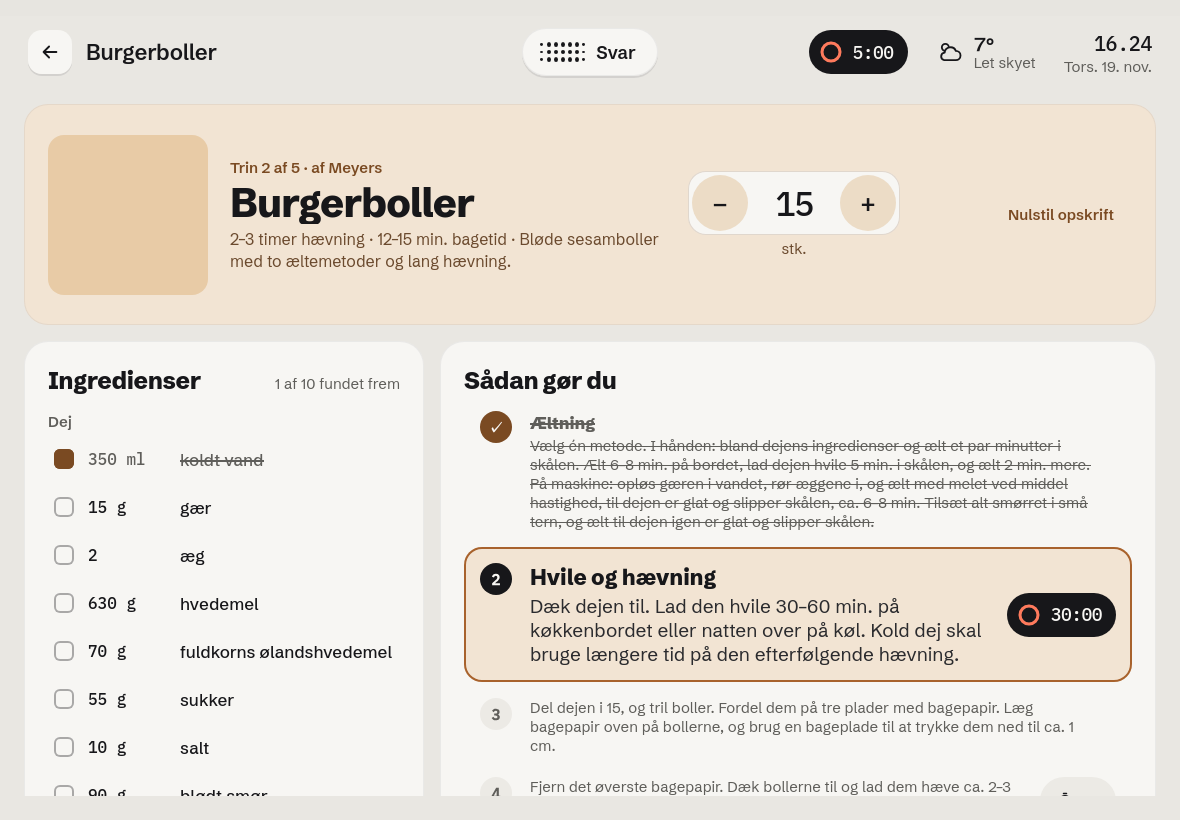 Burgerboller
Svar
5:00
7°
Let skyet
16.24
Tors. 19. nov.
Trin 2 af 5 · af Meyers
Burgerboller
2–3 timer hævning · 12–15 min. bagetid · Bløde sesamboller
med to æltemetoder og lang hævning.
− 15 +
stk.
Nulstil opskrift
Ingredienser
1 af 10 fundet frem
Dej
350 ml koldt vand
15 g gær
2 æg
630 g hvedemel
70 g fuldkorns ølandshvedemel
55 g sukker
10 g salt
90 g blødt smør
Sådan gør du
✓ Æltning
Vælg én metode. I hånden: bland dejens ingredienser og ælt et par minutter i
skålen. Ælt 6–8 min. på bordet, lad dejen hvile 5 min. i skålen, og ælt 2 min. mere.
På maskine: opløs gæren i vandet, rør æggene i, og ælt med melet ved middel
hastighed, til dejen er glat og slipper skålen, ca. 6–8 min. Tilsæt alt smørret i små
tern, og ælt til dejen igen er glat og slipper skålen.
2 Hvile og hævning
Dæk dejen til. Lad den hvile 30–60 min. på
køkkenbordet eller natten over på køl. Kold dej skal
bruge længere tid på den efterfølgende hævning.
30:00
3 Del dejen i 15, og tril boller. Fordel dem på tre plader med bagepapir. Læg
bagepapir oven på bollerne, og brug en bageplade til at trykke dem ned til ca. 1
cm.
4 Fjern det øverste bagepapir. Dæk bollerne til og lad dem hæve ca. 2–3